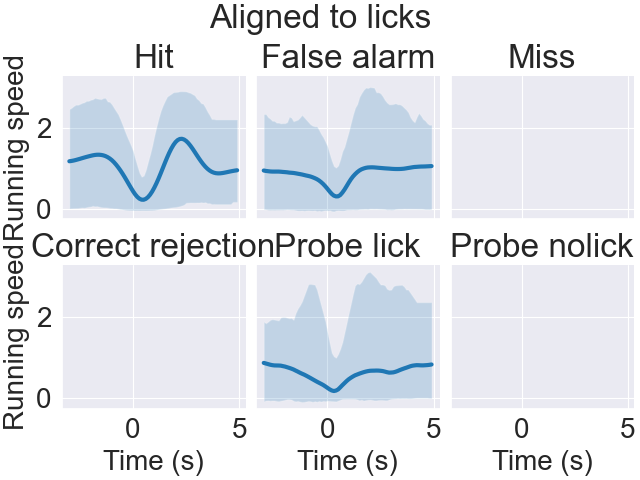 Aligned to licks
Hit
False alarm
Miss
Running speed
2
0
Correct rejection
Probe lick
Probe nolick
Running speed
2
0
0
5
0
5
0
5
Time (s)
Time (s)
Time (s)